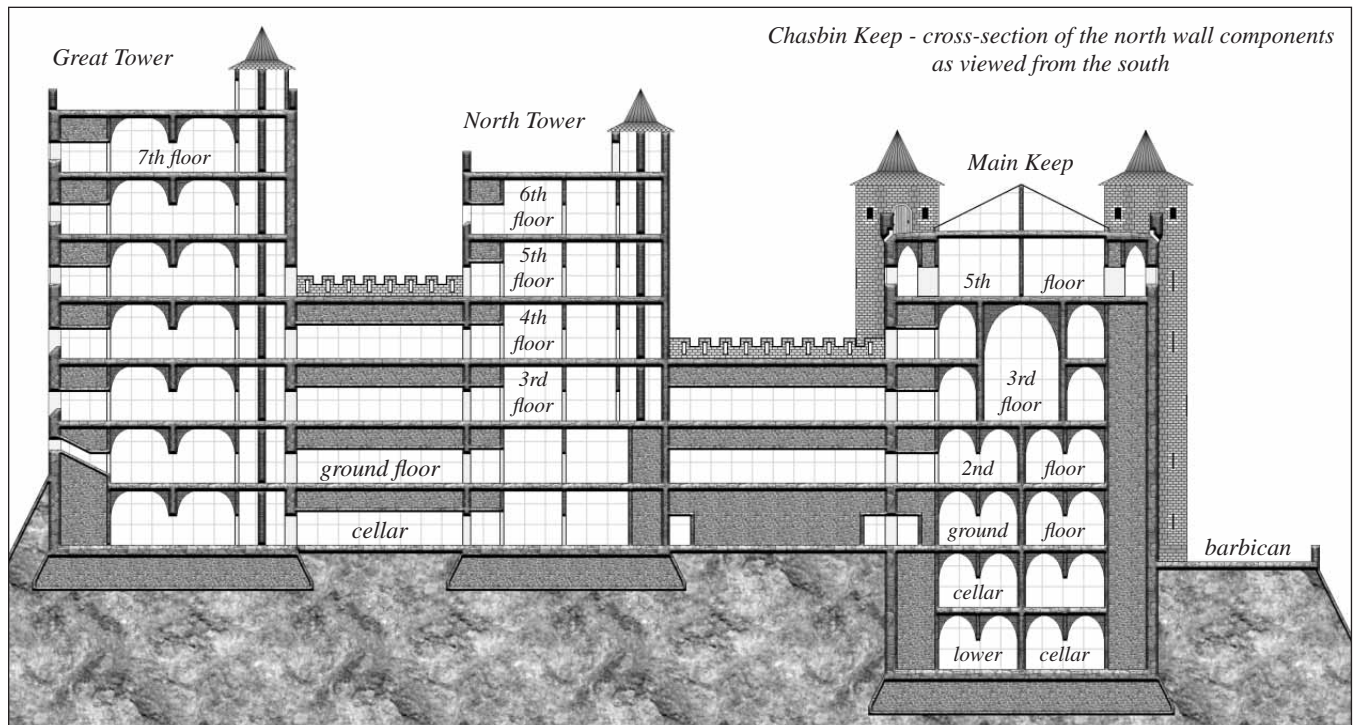 Chasbin Keep - cross-section of the north wall components
as viewed from the south
Great Tower
North Tower
Main Keep
7th floor
6th
floor
5th
floor
4th
floor
3rd
floor
ground floor
cellar
5th floor
3rd
floor
2nd floor
ground floor
cellar
lower cellar
barbican